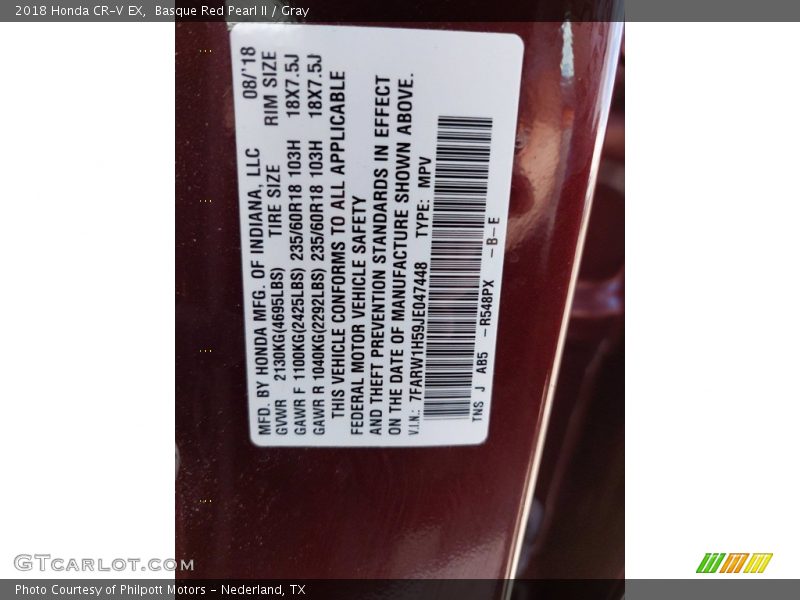 2018 Honda CR-V EX, Basque Red Pearl II / Gray
MFD. BY HONDA MFG. OF INDIANA, LLC 08/'18
GVWR 2130KG(4695LBS) TIRE SIZE RIM SIZE
GAWR F 1100KG(2425LBS) 235/60R18 103H 18X7.5J
GAWR R 1040KG(2292LBS) 235/60R18 103H 18X7.5J
THIS VEHICLE CONFORMS TO ALL APPLICABLE
FEDERAL MOTOR VEHICLE SAFETY
AND THEFT PREVENTION STANDARDS IN EFFECT
ON THE DATE OF MANUFACTURE SHOWN ABOVE.
V.I.N.: 7FARW1H59JE047448 TYPE: MPV
TNS J AB5 -R548PX -B-E
GTCARLOT.COM
Photo Courtesy of Philpott Motors - Nederland, TX